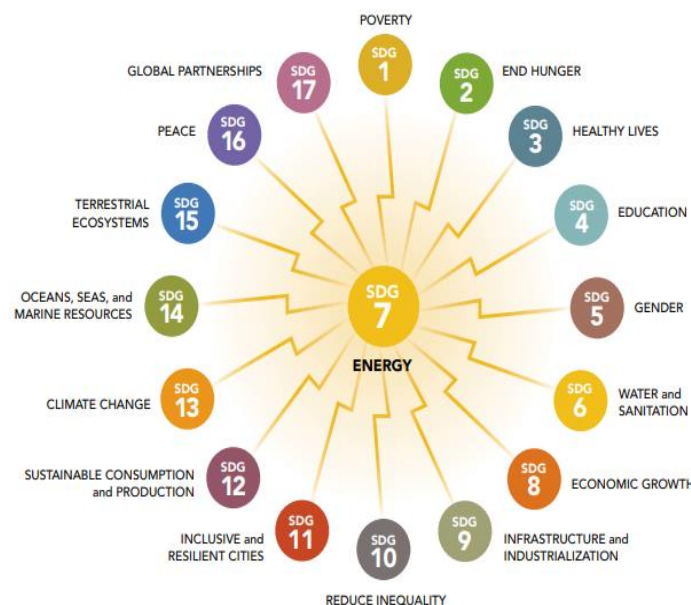 POVERTY
SDG
1
SDG
2
END HUNGER
SDG
3
HEALTHY LIVES
SDG
4
EDUCATION
SDG
5
GENDER
SDG
6
WATER and
SANITATION
SDG
8
ECONOMIC GROWTH
SDG
9
INFRASTRUCTURE and
INDUSTRIALIZATION
SDG
10
REDUCE INEQUALITY
SDG
11
INCLUSIVE and
RESILIENT CITIES
SDG
12
SUSTAINABLE CONSUMPTION
and PRODUCTION
SDG
13
CLIMATE CHANGE
SDG
14
OCEANS, SEAS, and
MARINE RESOURCES
SDG
15
TERRESTRIAL
ECOSYSTEMS
SDG
16
PEACE
SDG
17
GLOBAL PARTNERSHIPS
SDG
7
ENERGY